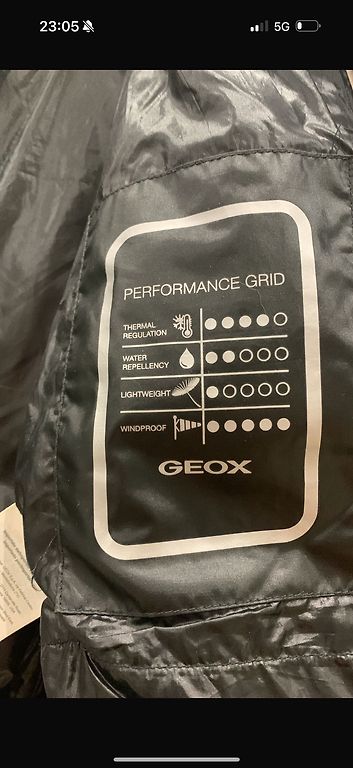 23:05
5G
PERFORMANCE GRID
THERMAL
REGULATION
WATER
REPELLENCY
LIGHTWEIGHT
WINDPROOF
GEOX